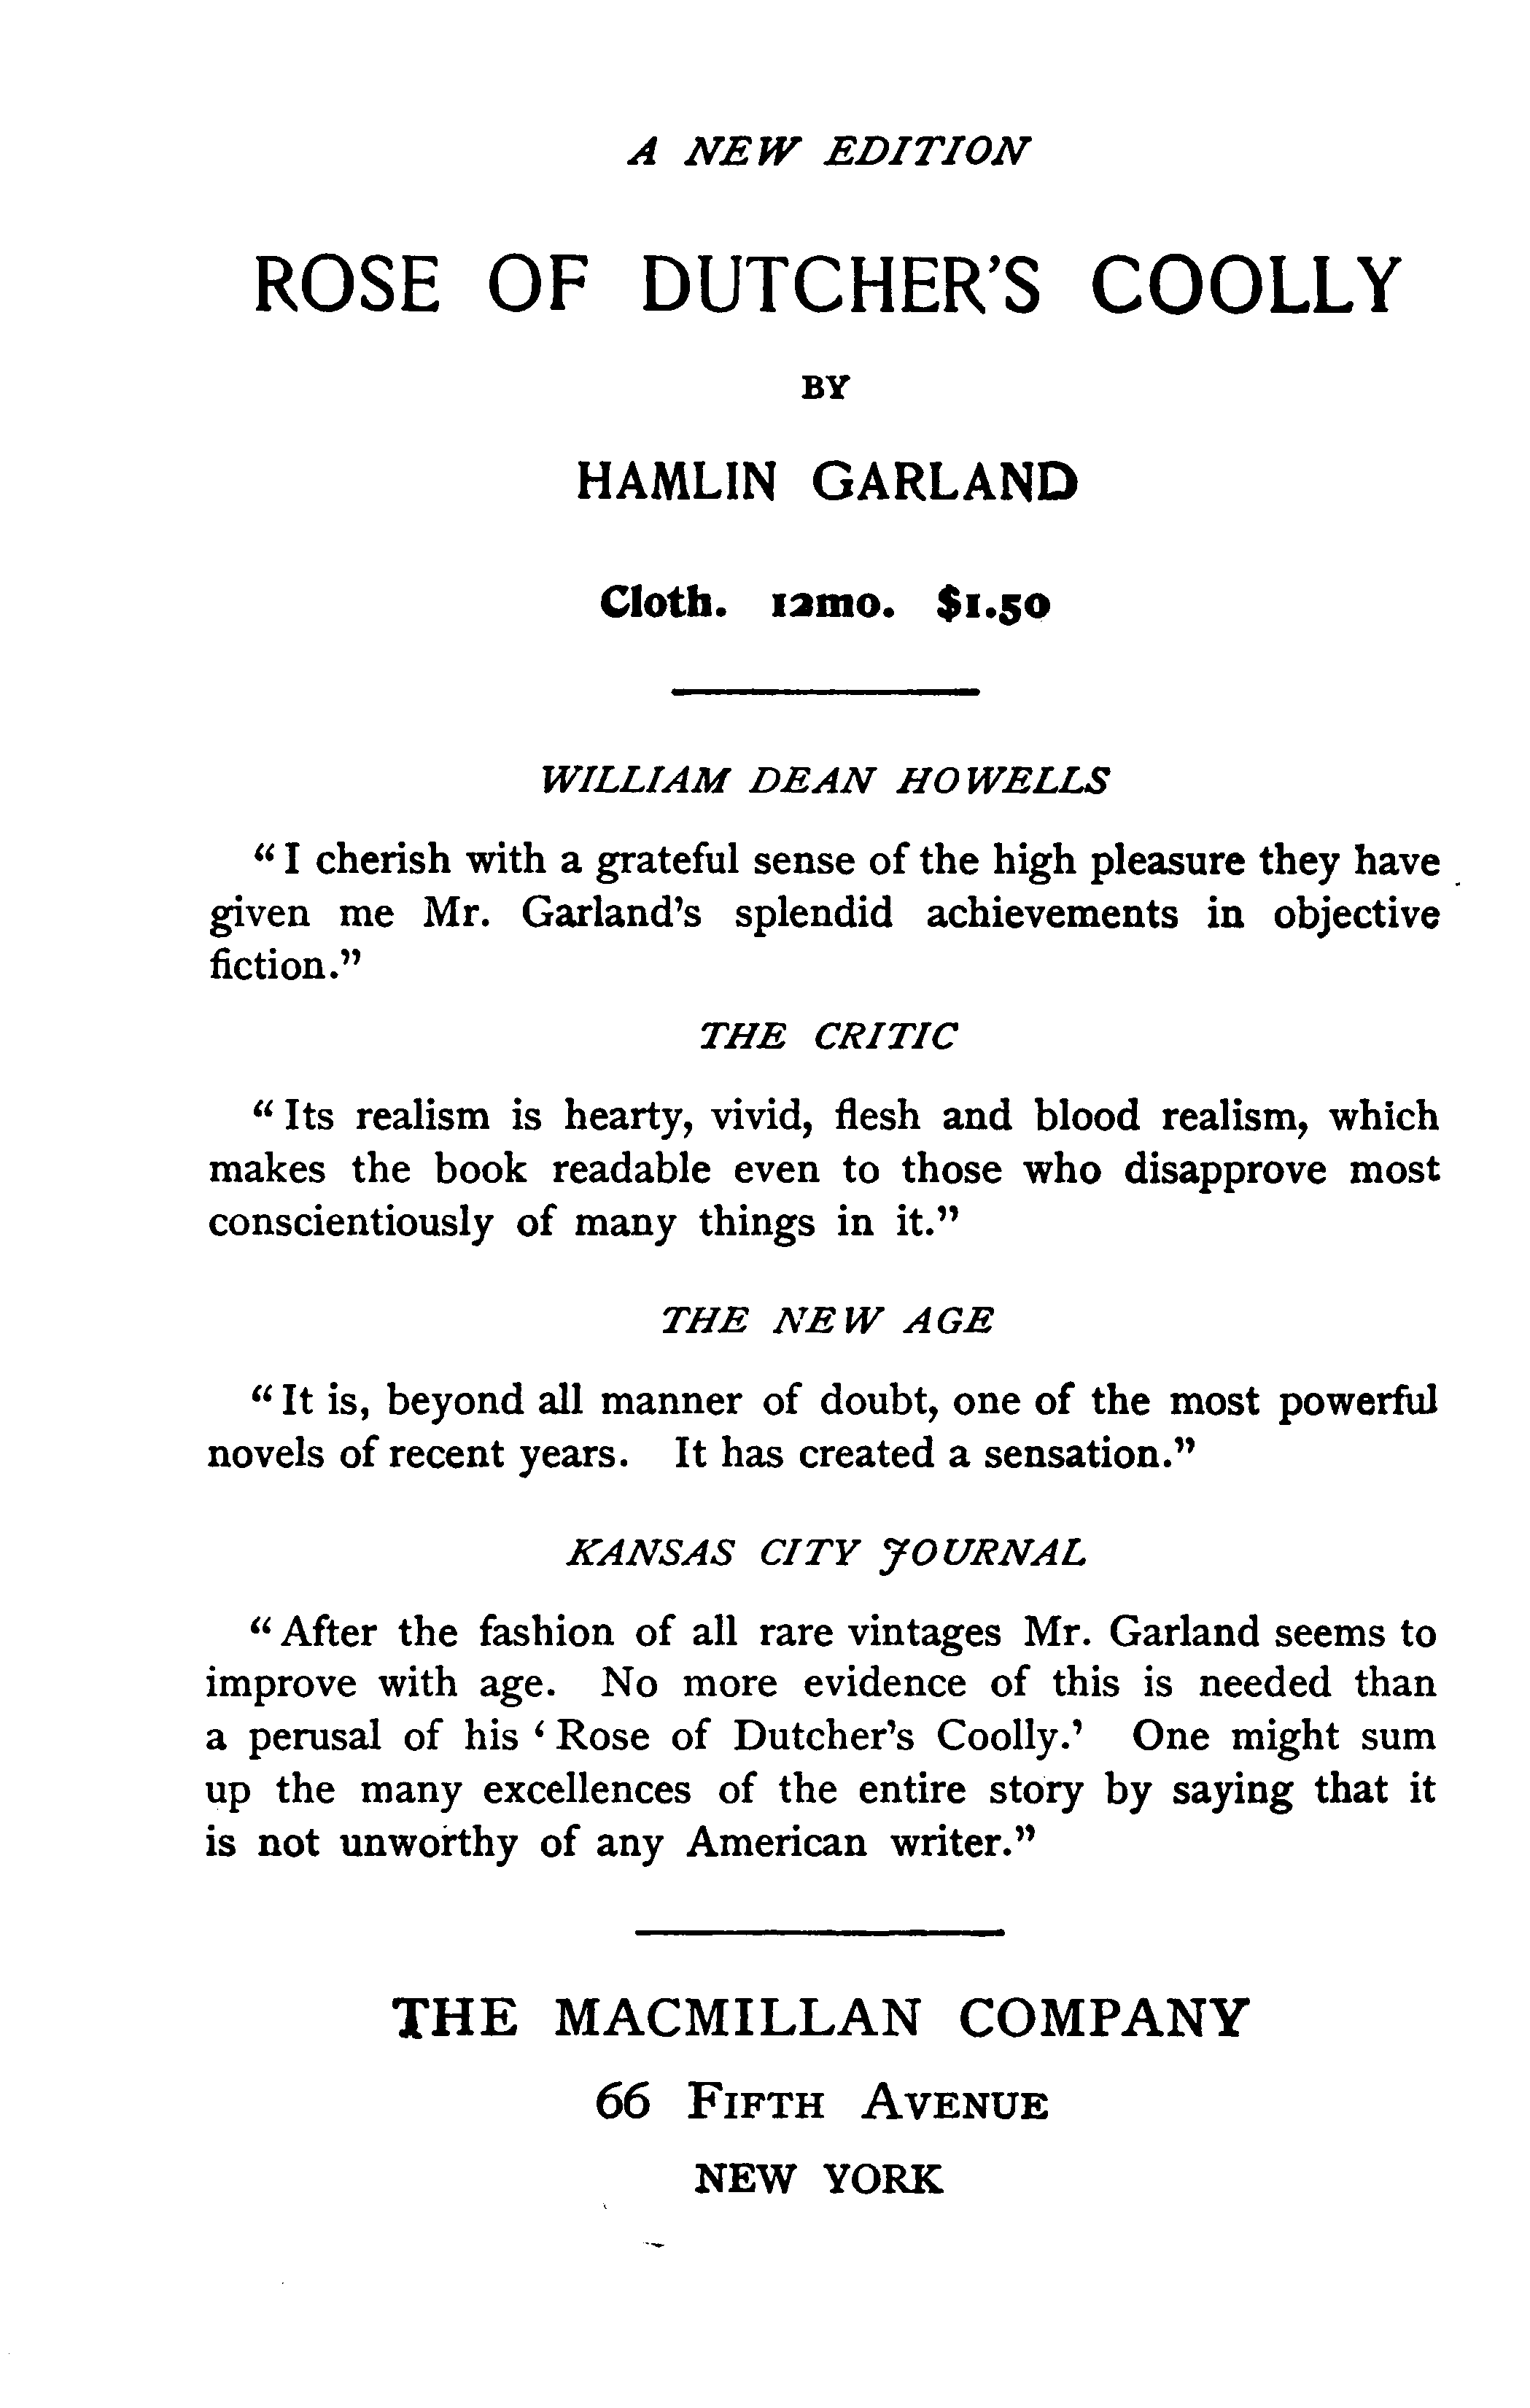 A NEW EDITION
ROSE OF DUTCHER'S COOLLY
BY
HAMLIN GARLAND
Cloth. 12mo. $1.50
WILLIAM DEAN HOWELLS
“I cherish with a grateful sense of the high pleasure they have
given me Mr. Garland's splendid achievements in objective
fiction.”
THE CRITIC
“Its realism is hearty, vivid, flesh and blood realism, which
makes the book readable even to those who disapprove most
conscientiously of many things in it.”
THE NEW AGE
“It is, beyond all manner of doubt, one of the most powerful
novels of recent years. It has created a sensation.”
KANSAS CITY JOURNAL
“After the fashion of all rare vintages Mr. Garland seems to
improve with age. No more evidence of this is needed than
a perusal of his ‘Rose of Dutcher's Coolly.’ One might sum
up the many excellences of the entire story by saying that it
is not unworthy of any American writer.”
THE MACMILLAN COMPANY
66 FIFTH AVENUE
NEW YORK